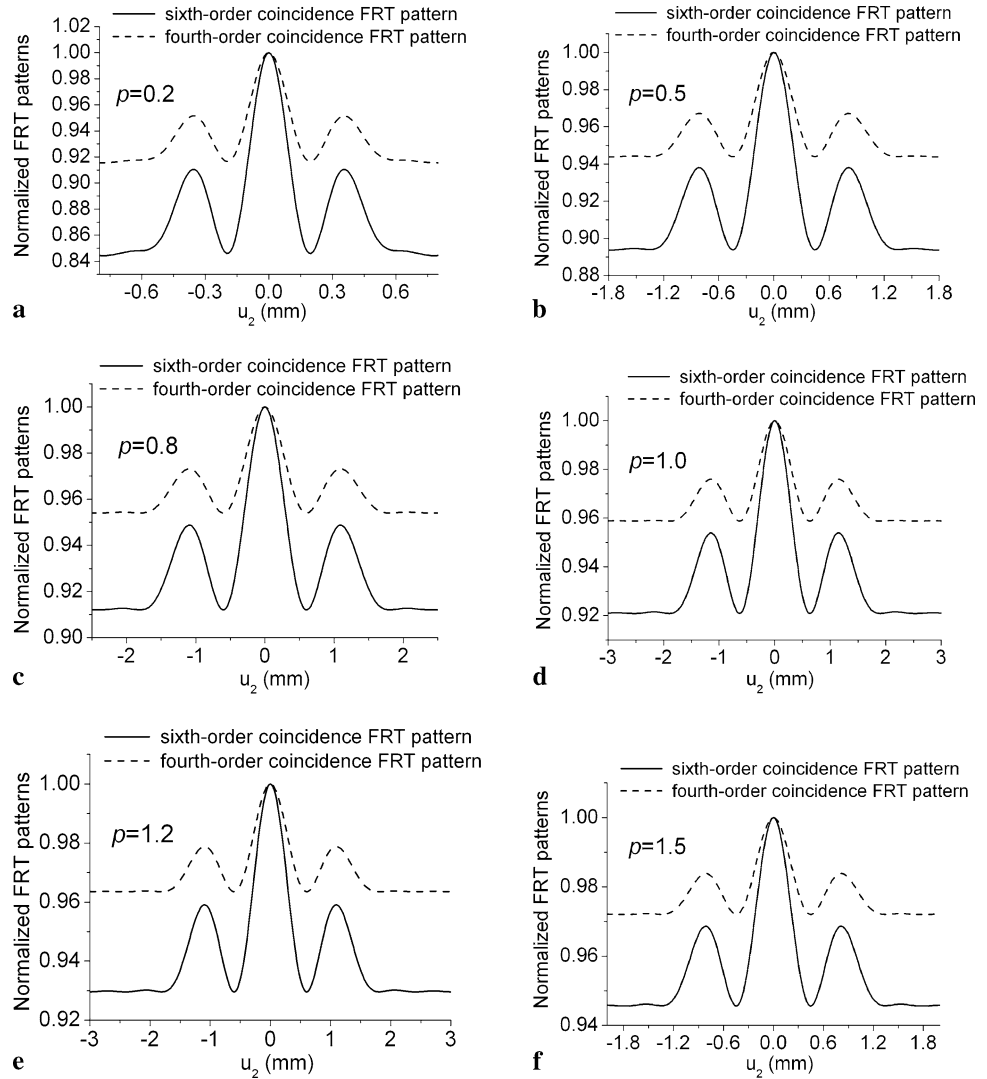 sixth-order coincidence FRT pattern
fourth-order coincidence FRT pattern
p=0.2
Normalized FRT patterns
1.02
1.00
0.98
0.96
0.94
0.92
0.90
0.88
0.86
0.84
-0.6 -0.3 0.0 0.3 0.6
u2 (mm)
a
sixth-order coincidence FRT pattern
fourth-order coincidence FRT pattern
p=0.5
Normalized FRT patterns
1.00
0.98
0.96
0.94
0.92
0.90
0.88
-1.8 -1.2 -0.6 0.0 0.6 1.2 1.8
u2 (mm)
b
sixth-order coincidence FRT pattern
fourth-order coincidence FRT pattern
p=0.8
Normalized FRT patterns
1.00
0.98
0.96
0.94
0.92
0.90
-2 -1 0 1 2
u2 (mm)
c
sixth-order coincidence FRT pattern
fourth-order coincidence FRT pattern
p=1.0
Normalized FRT patterns
1.00
0.98
0.96
0.94
0.92
-3 -2 -1 0 1 2 3
u2 (mm)
d
sixth-order coincidence FRT pattern
fourth-order coincidence FRT pattern
p=1.2
Normalized FRT patterns
1.00
0.98
0.96
0.94
0.92
-3 -2 -1 0 1 2 3
u2 (mm)
e
sixth-order coincidence FRT pattern
fourth-order coincidence FRT pattern
p=1.5
Normalized FRT patterns
1.00
0.98
0.96
0.94
-1.8 -1.2 -0.6 0.0 0.6 1.2 1.8
u2 (mm)
f